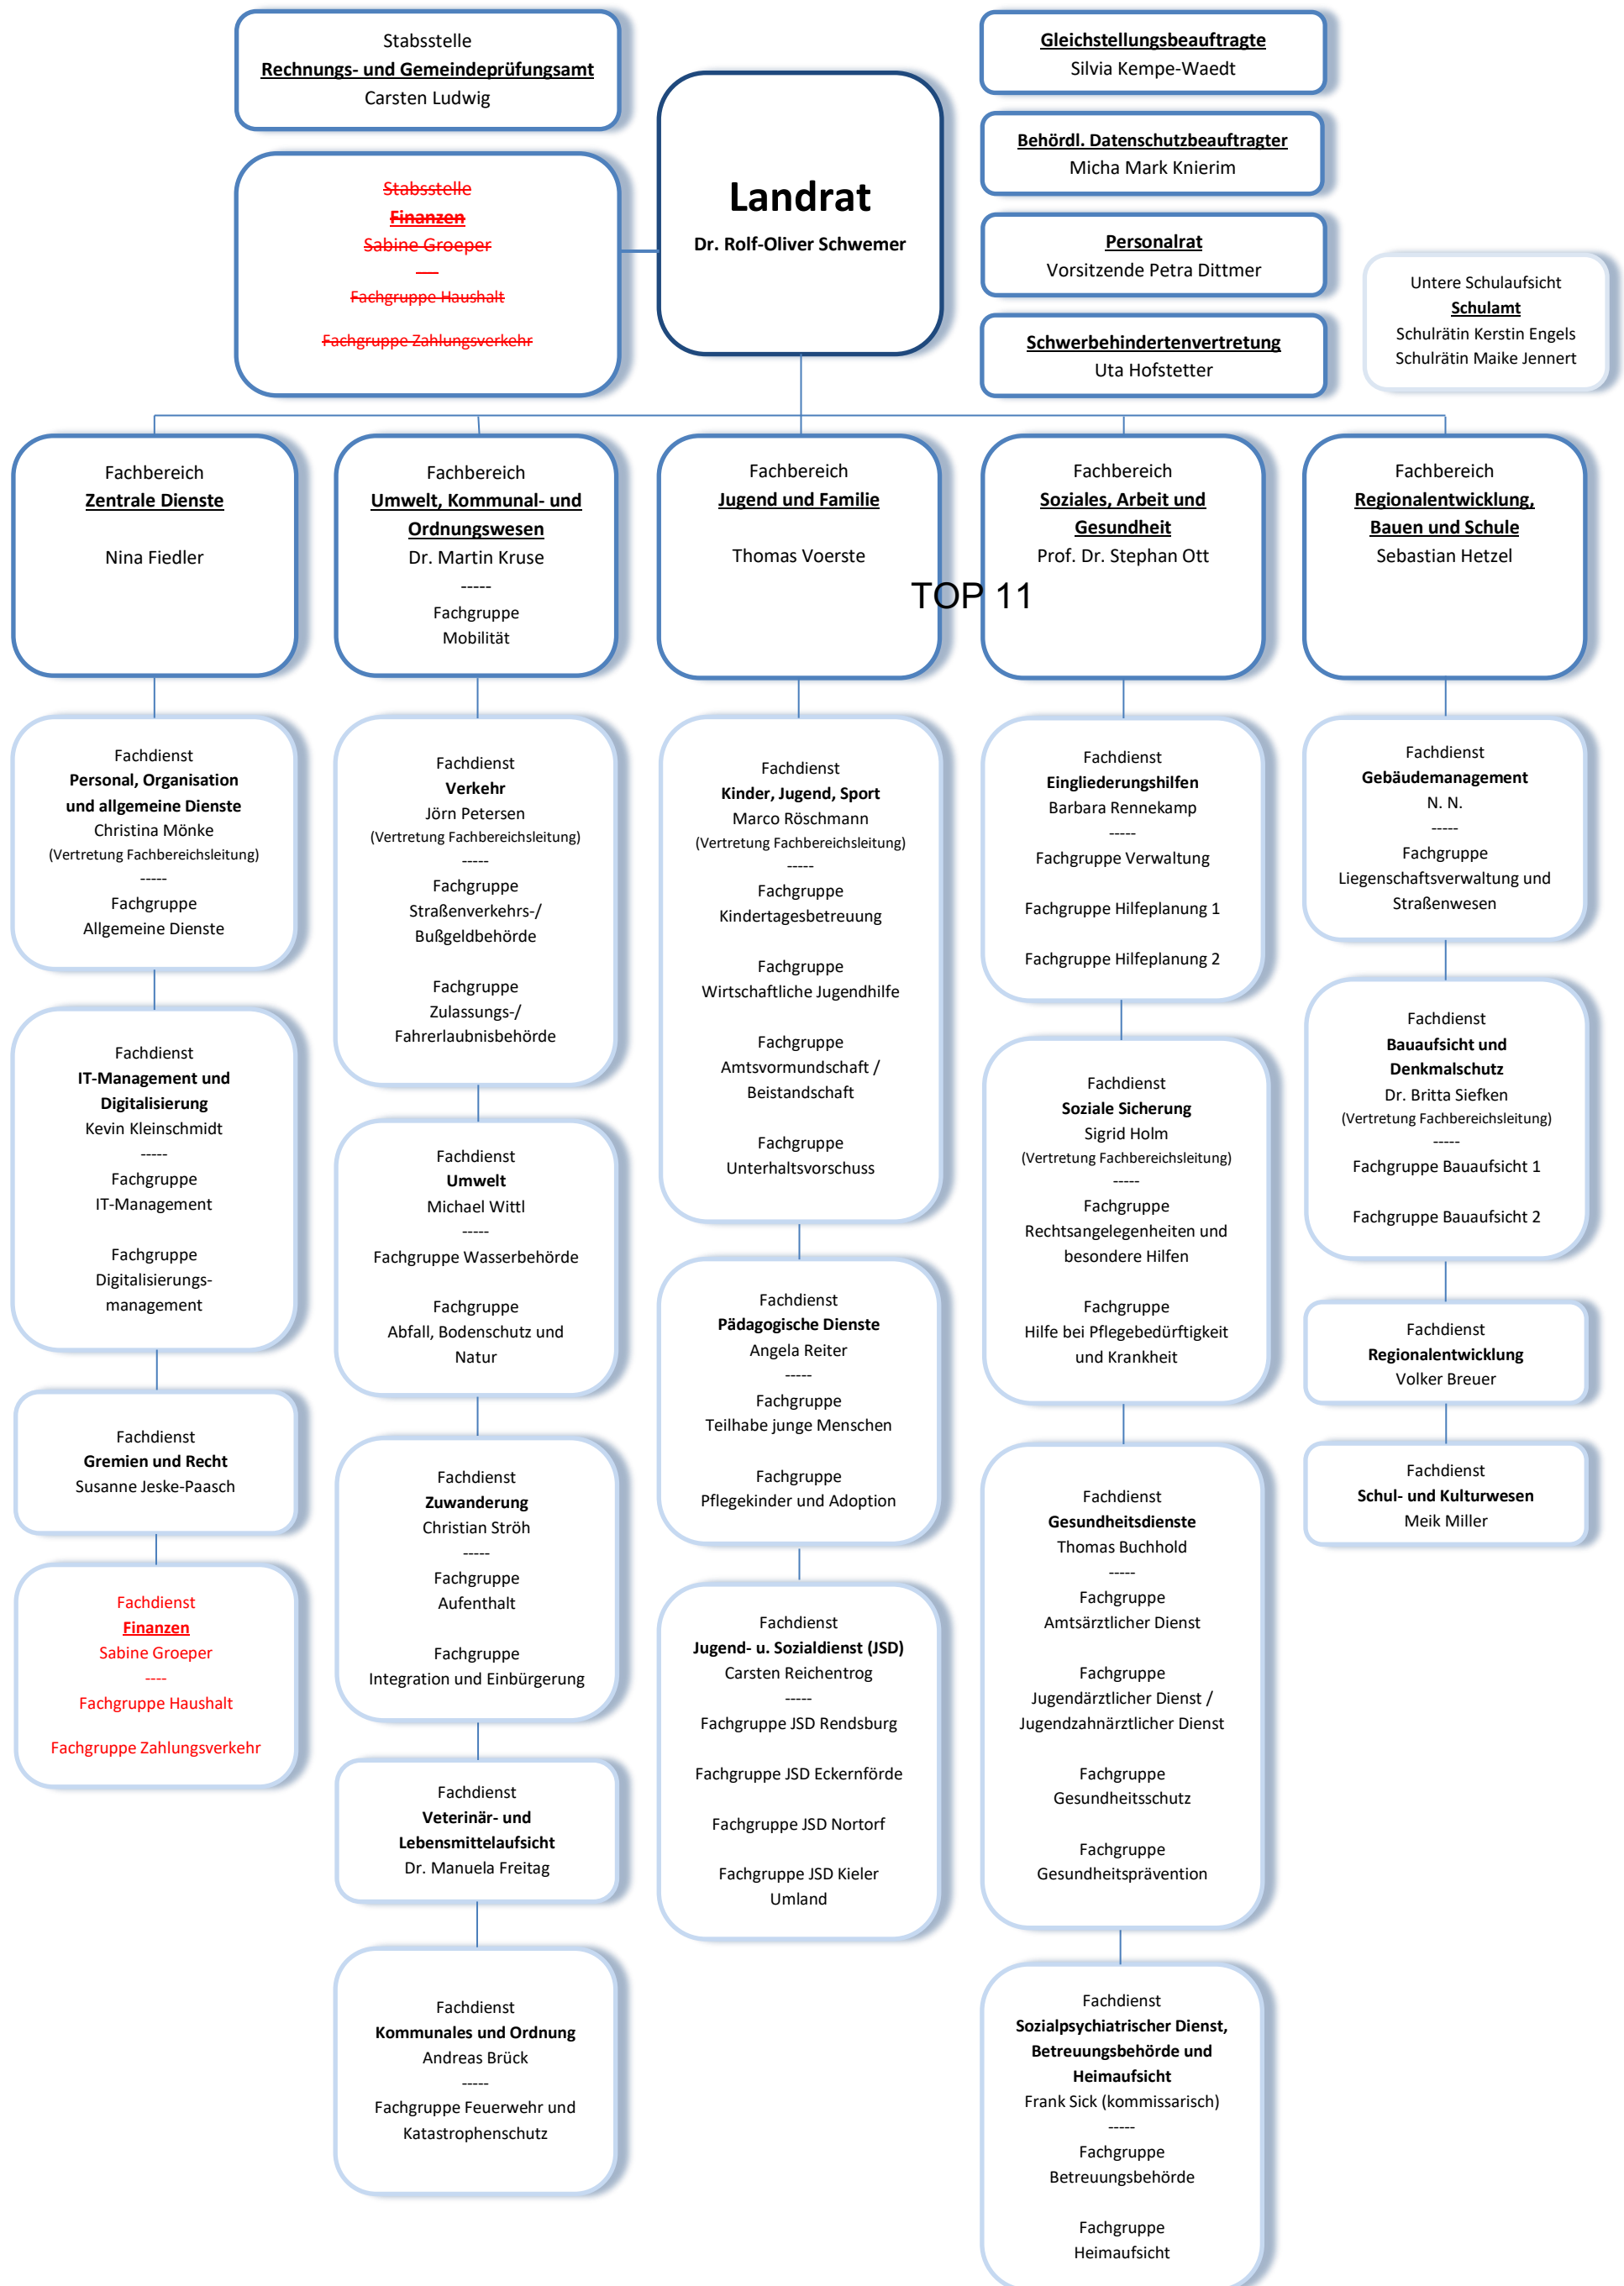 Stabsstelle
Rechnungs- und Gemeindeprüfungsamt
Carsten Ludwig
Stabsstelle
Finanzen
Sabine Groeper
Fachgruppe Haushalt
Fachgruppe Zahlungsverkehr
Landrat
Dr. Rolf-Oliver Schwemer
Gleichstellungsbeauftragte
Silvia Kempe-Waedt
Behördl. Datenschutzbeauftragter
Micha Mark Knierim
Personalrat
Vorsitzende Petra Dittmer
Schwerbehindertenvertretung
Uta Hofstetter
Untere Schulaufsicht
Schulamt
Schulrätin Kerstin Engels
Schulrätin Maike Jennert
Fachbereich
Zentrale Dienste
Nina Fiedler
Fachbereich
Umwelt, Kommunal- und
Ordnungswesen
Dr. Martin Kruse
-----
Fachgruppe
Mobilität
Fachbereich
Jugend und Familie
Thomas Voerste
Fachbereich
Soziales, Arbeit und
Gesundheit
Prof. Dr. Stephan Ott
TOP 11
Fachbereich
Regionalentwicklung,
Bauen und Schule
Sebastian Hetzel
Fachdienst
Personal, Organisation
und allgemeine Dienste
Christina Mönke
(Vertretung Fachbereichsleitung)
-----
Fachgruppe
Allgemeine Dienste
Fachdienst
IT-Management und
Digitalisierung
Kevin Kleinschmidt
-----
Fachgruppe
IT-Management
Fachgruppe
Digitalisierungs-
management
Fachdienst
Gremien und Recht
Susanne Jeske-Paasch
Fachdienst
Finanzen
Sabine Groeper
----
Fachgruppe Haushalt
Fachgruppe Zahlungsverkehr
Fachdienst
Verkehr
Jörn Petersen
(Vertretung Fachbereichsleitung)
-----
Fachgruppe
Straßenverkehrs-/
Bußgeldbehörde
Fachgruppe
Zulassungs-/
Fahrerlaubnisbehörde
Fachdienst
Umwelt
Michael Wittl
-----
Fachgruppe Wasserbehörde
Fachgruppe
Abfall, Bodenschutz und
Natur
Fachdienst
Zuwanderung
Christian Ströh
-----
Fachgruppe
Aufenthalt
Fachgruppe
Integration und Einbürgerung
Fachdienst
Veterinär- und
Lebensmittelaufsicht
Dr. Manuela Freitag
Fachdienst
Kommunales und Ordnung
Andreas Brück
-----
Fachgruppe Feuerwehr und
Katastrophenschutz
Fachdienst
Kinder, Jugend, Sport
Marco Röschmann
(Vertretung Fachbereichsleitung)
-----
Fachgruppe
Kindertagesbetreuung
Fachgruppe
Wirtschaftliche Jugendhilfe
Fachgruppe
Amtsvormundschaft /
Beistandschaft
Fachgruppe
Unterhaltsvorschuss
Fachdienst
Pädagogische Dienste
Angela Reiter
-----
Fachgruppe
Teilhabe junge Menschen
Fachgruppe
Pflegekinder und Adoption
Fachdienst
Jugend- u. Sozialdienst (JSD)
Carsten Reichentrog
-----
Fachgruppe JSD Rendsburg
Fachgruppe JSD Eckernförde
Fachgruppe JSD Nortorf
Fachgruppe JSD Kieler
Umland
Fachdienst
Eingliederungshilfen
Barbara Rennekamp
-----
Fachgruppe Verwaltung
Fachgruppe Hilfeplanung 1
Fachgruppe Hilfeplanung 2
Fachdienst
Soziale Sicherung
Sigrid Holm
(Vertretung Fachbereichsleitung)
-----
Fachgruppe
Rechtsangelegenheiten und
besondere Hilfen
Fachgruppe
Hilfe bei Pflegebedürftigkeit
und Krankheit
Fachdienst
Gesundheitsdienste
Thomas Buchhold
-----
Fachgruppe
Amtsärztlicher Dienst
Fachgruppe
Jugendärztlicher Dienst /
Jugendzahnärztlicher Dienst
Fachgruppe
Gesundheitsschutz
Fachgruppe
Gesundheitsprävention
Fachdienst
Sozialpsychiatrischer Dienst,
Betreuungsbehörde und
Heimaufsicht
Frank Sick (kommissarisch)
-----
Fachgruppe
Betreuungsbehörde
Fachgruppe
Heimaufsicht
Fachdienst
Gebäudemanagement
N. N.
-----
Fachgruppe
Liegenschaftsverwaltung und
Straßenwesen
Fachdienst
Bauaufsicht und
Denkmalschutz
Dr. Britta Siefken
(Vertretung Fachbereichsleitung)
-----
Fachgruppe Bauaufsicht 1
Fachgruppe Bauaufsicht 2
Fachdienst
Regionalentwicklung
Volker Breuer
Fachdienst
Schul- und Kulturwesen
Meik Miller